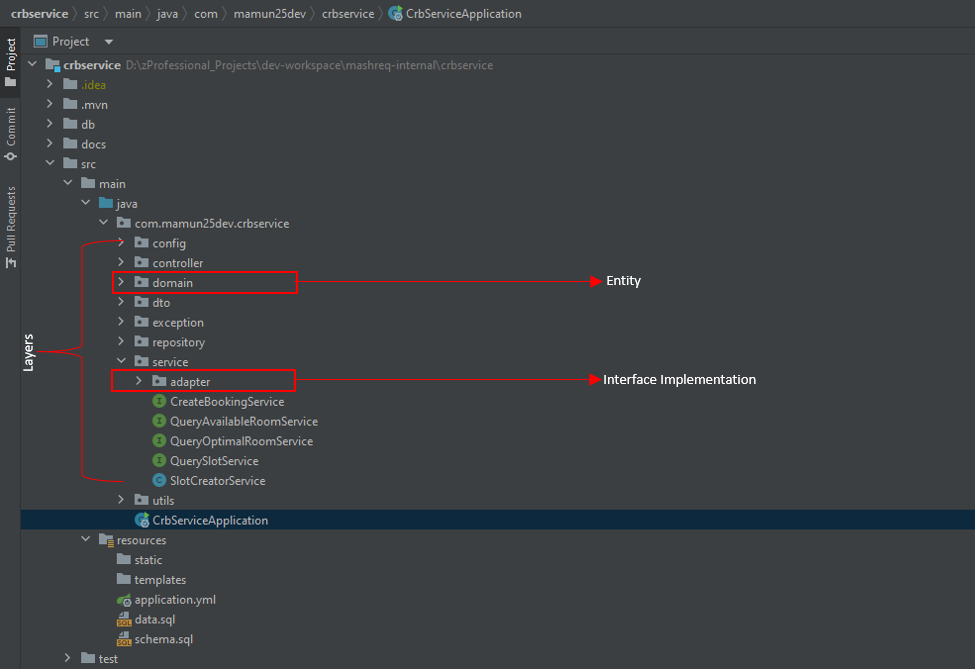 crbservice src main java com mamun25dev crbservice CrbServiceApplication
Project
Project
Commit
Pull Requests
crbservice D:\zProfessional_Projects\dev-workspace\mashreq-internal\crbservice
.idea
.mvn
db
docs
src
main
java
com.mamun25dev.crbservice
config
controller
domain
Entity
dto
exception
repository
Layers
service
adapter
Interface Implementation
I CreateBookingService
I QueryAvailableRoomService
I QueryOptimalRoomService
I QuerySlotService
C SlotCreatorService
utils
CrbServiceApplication
resources
static
templates
application.yml
SQL data.sql
SQL schema.sql
test